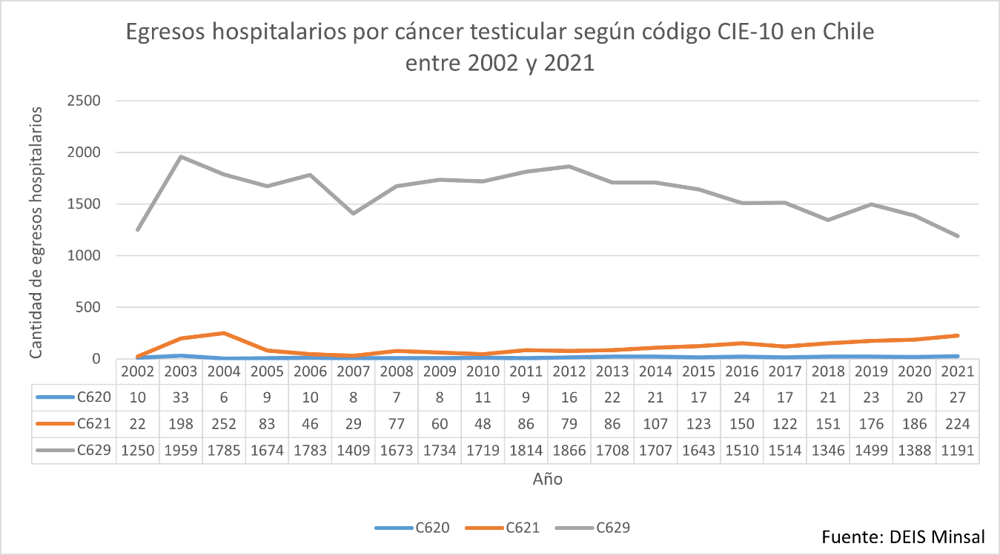 Egresos hospitalarios por cáncer testicular según código CIE-10 en Chile
entre 2002 y 2021
Cantidad de egresos hospitalarios
2500
2000
1500
1000
500
0
2002 2003 2004 2005 2006 2007 2008 2009 2010 2011 2012 2013 2014 2015 2016 2017 2018 2019 2020 2021
C620 10 33 6 9 10 8 7 8 11 9 16 22 21 17 24 17 21 23 20 27
C621 22 198 252 83 46 29 77 60 48 86 79 86 107 123 150 122 151 176 186 224
C629 1250 1959 1785 1674 1783 1409 1673 1734 1719 1814 1866 1708 1707 1643 1510 1514 1346 1499 1388 1191
Año
C620 C621 C629
Fuente: DEIS Minsal